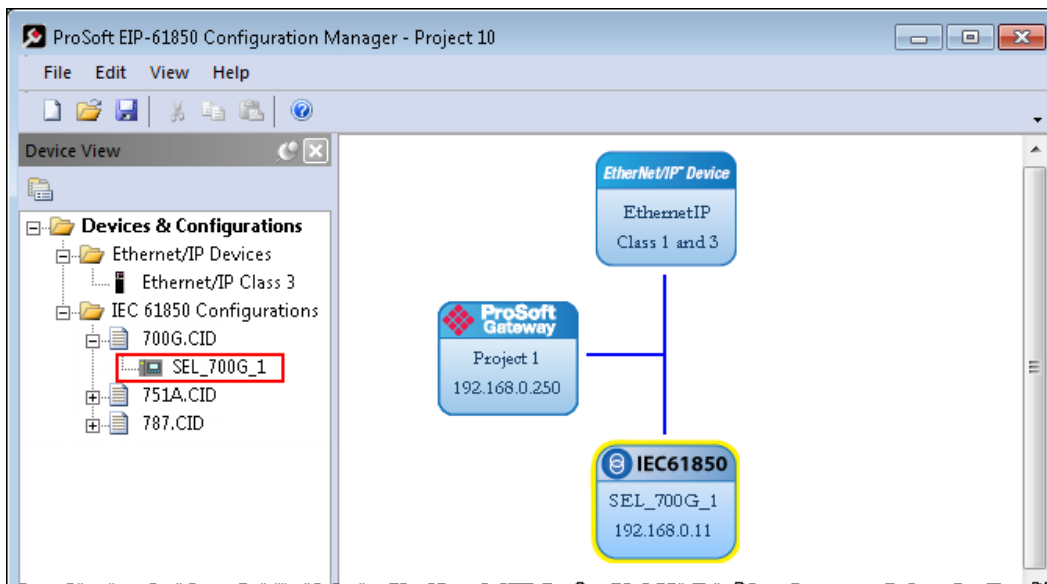 ProSoft EIP-61850 Configuration Manager - Project 10
File Edit View Help
Device View
Devices & Configurations
Ethernet/IP Devices
Ethernet/IP Class 3
IEC 61850 Configurations
700G.CID
SEL_700G_1
751A.CID
787.CID
EtherNet/IP™ Device
EthernetIP
Class 1 and 3
ProSoft
Gateway
Project 1
192.168.0.250
IEC61850
SEL_700G_1
192.168.0.11